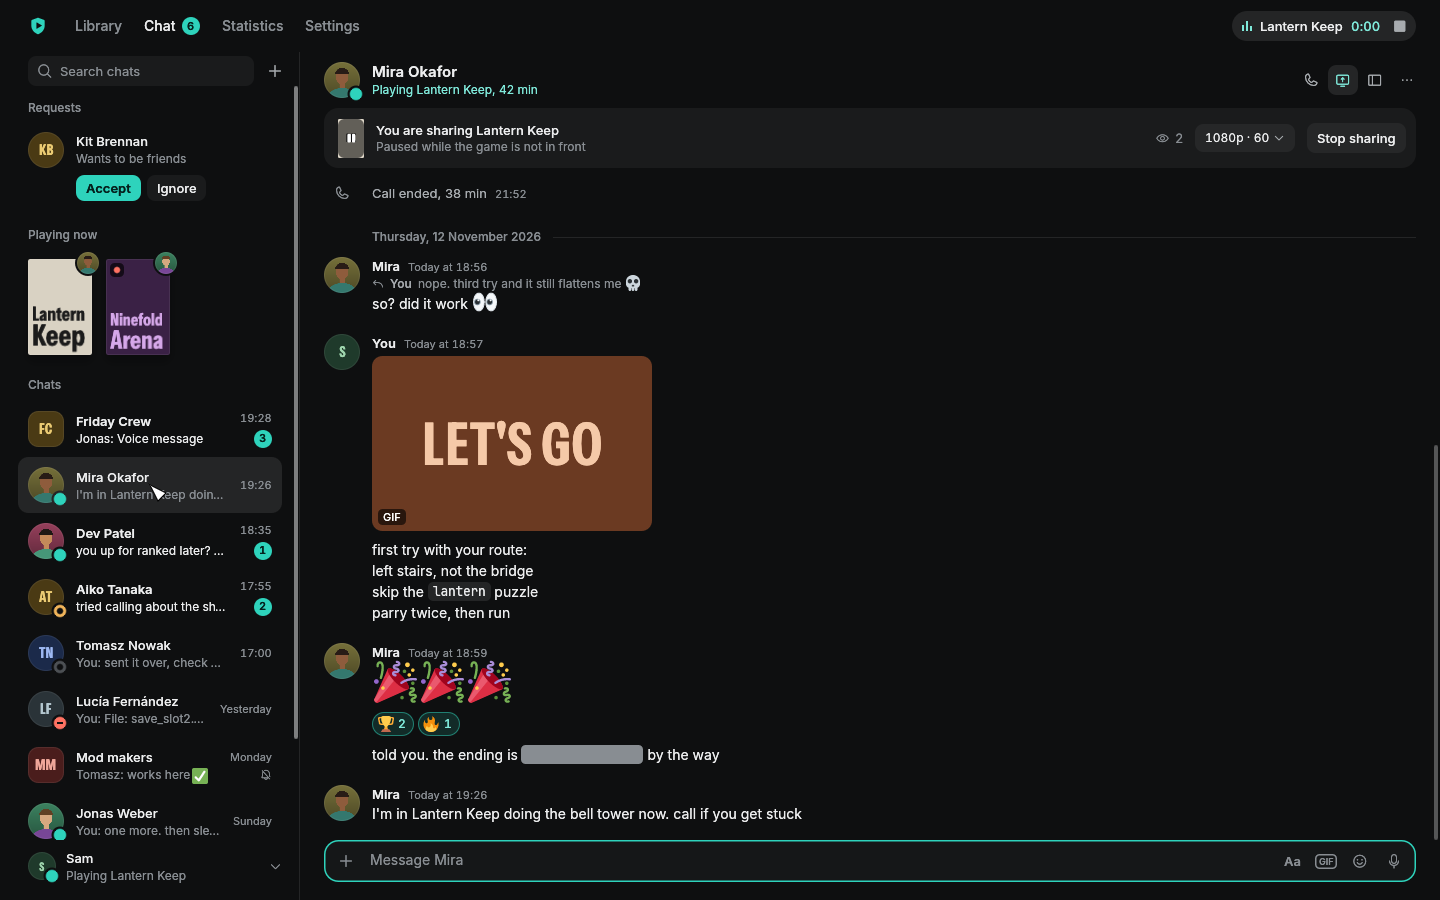 Library
Chat 6
Statistics
Settings
Lantern Keep 0:00
Search chats
Requests
KB
Kit Brennan
Wants to be friends
Accept
Ignore
Playing now
Lantern
Keep
Ninefold
Arena
Chats
FC
Friday Crew
19:28
Jonas: Voice message
3
Mira Okafor
19:26
I'm in Lantern Keep doin...
Dev Patel
18:35
you up for ranked later? ...
1
AT
Aiko Tanaka
17:55
tried calling about the sh...
2
TN
Tomasz Nowak
17:00
You: sent it over, check ...
LF
Lucía Fernández
Yesterday
You: File: save_slot2....
MM
Mod makers
Monday
Tomasz: works here ✅
Jonas Weber
Sunday
You: one more. then sle...
S
Sam
Playing Lantern Keep
Mira Okafor
Playing Lantern Keep, 42 min
You are sharing Lantern Keep
Paused while the game is not in front
2
1080p · 60
Stop sharing
Call ended, 38 min 21:52
Thursday, 12 November 2026
Mira Today at 18:56
You nope. third try and it still flattens me 💀
so? did it work 👀
S
You Today at 18:57
LET'S GO
GIF
first try with your route:
left stairs, not the bridge
skip the lantern puzzle
parry twice, then run
Mira Today at 18:59
🎉🎉🎉
🏆 2 🔥 1
told you. the ending is by the way
Mira Today at 19:26
I'm in Lantern Keep doing the bell tower now. call if you get stuck
Message Mira
Aa
GIF